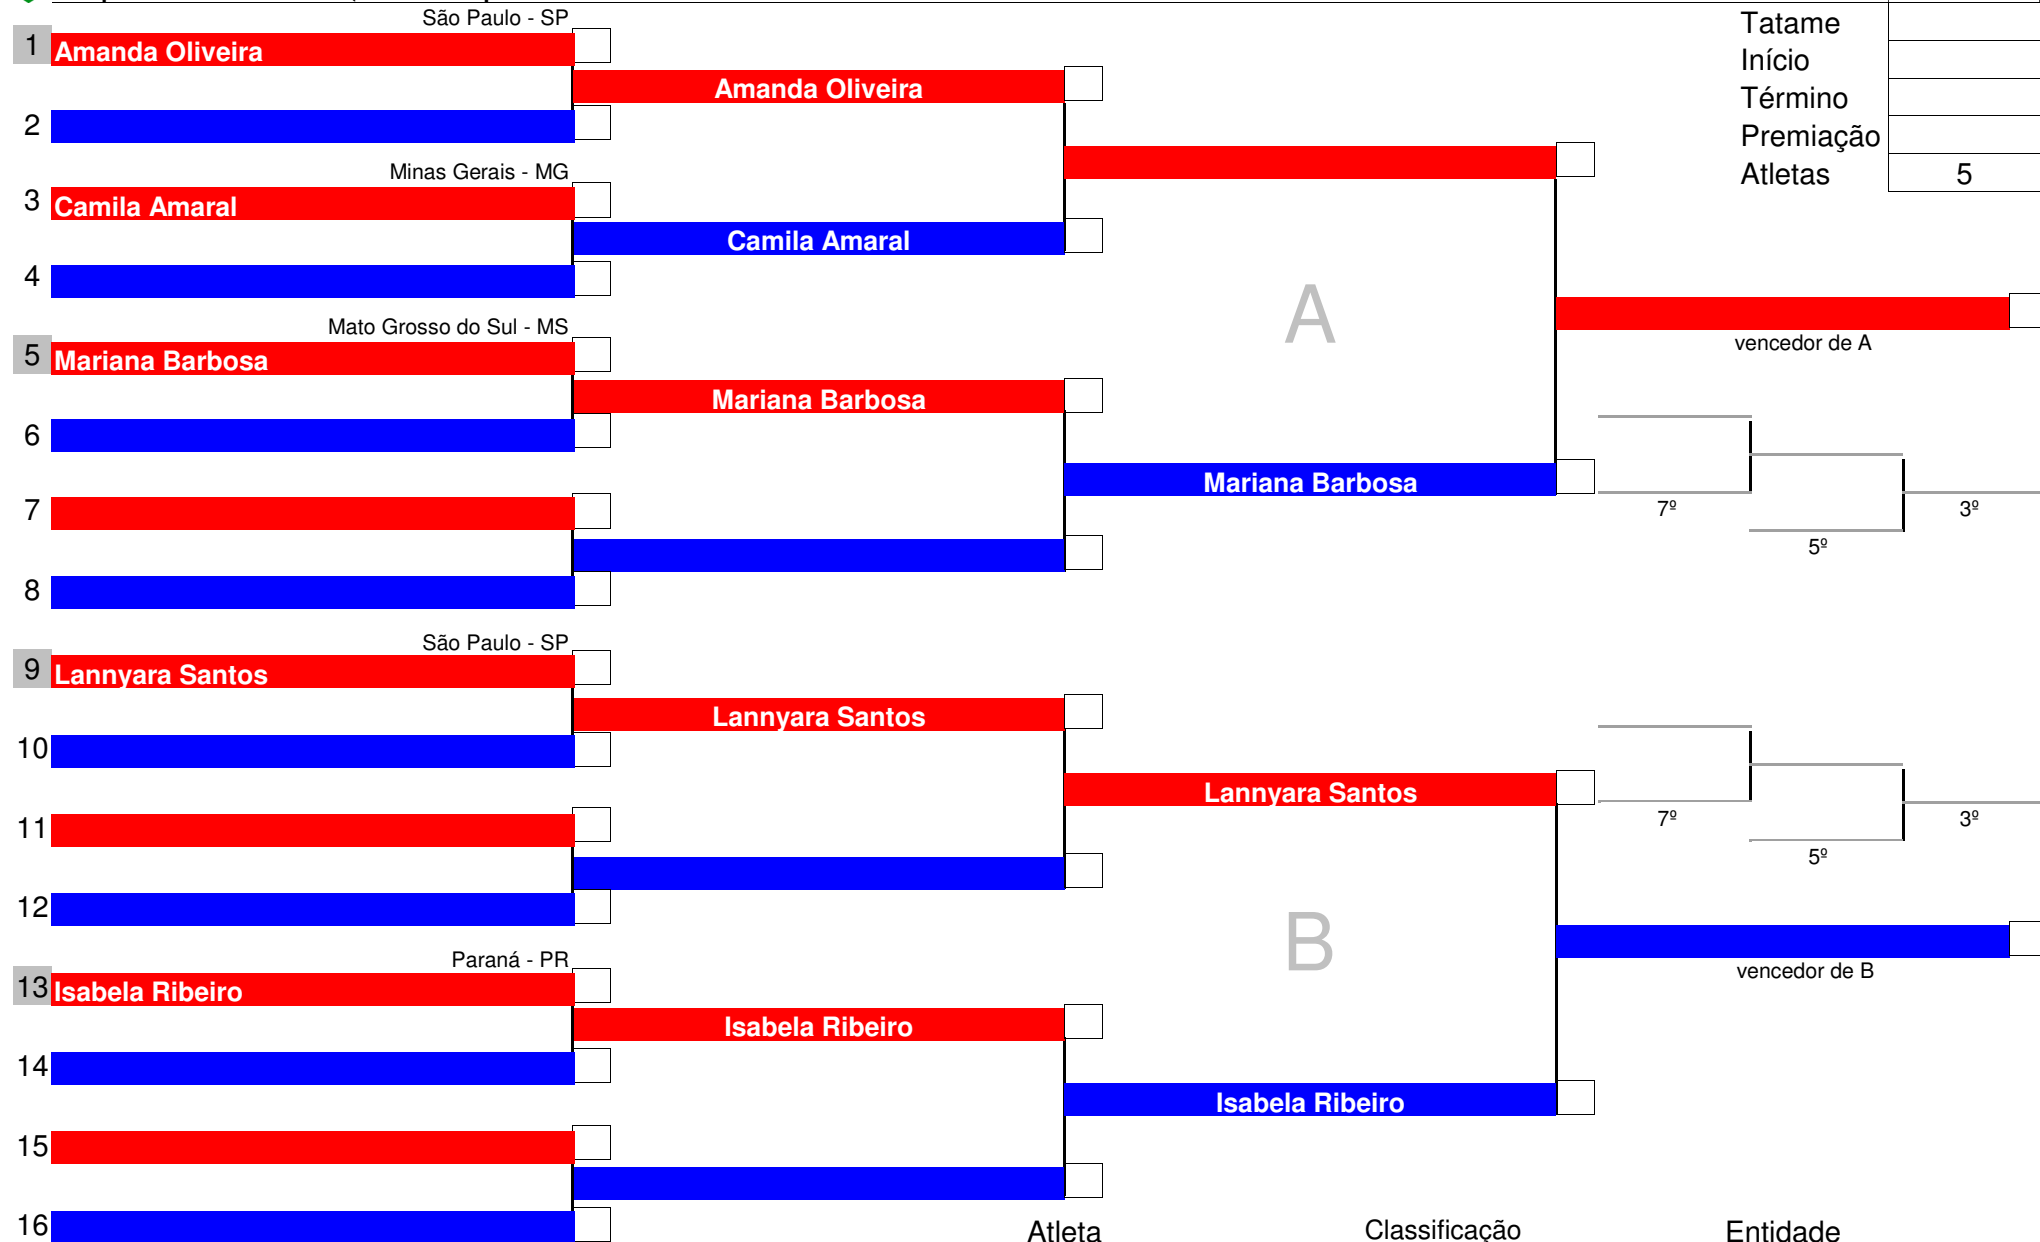 São Paulo - SP
1 Amanda Oliveira
Amanda Oliveira
2
Minas Gerais - MG
3 Camila Amaral
Camila Amaral
4
Mato Grosso do Sul - MS
5 Mariana Barbosa
Mariana Barbosa
6
Mariana Barbosa
7
8
A
vencedor de A
7º
3º
5º
São Paulo - SP
9 Lannyara Santos
Lannyara Santos
10
Lannyara Santos
11
12
Paraná - PR
13 Isabela Ribeiro
Isabela Ribeiro
14
Isabela Ribeiro
15
16
B
7º
3º
5º
vencedor de B
Tatame
Início
Término
Premiação
Atletas 5
Atleta Classificação Entidade